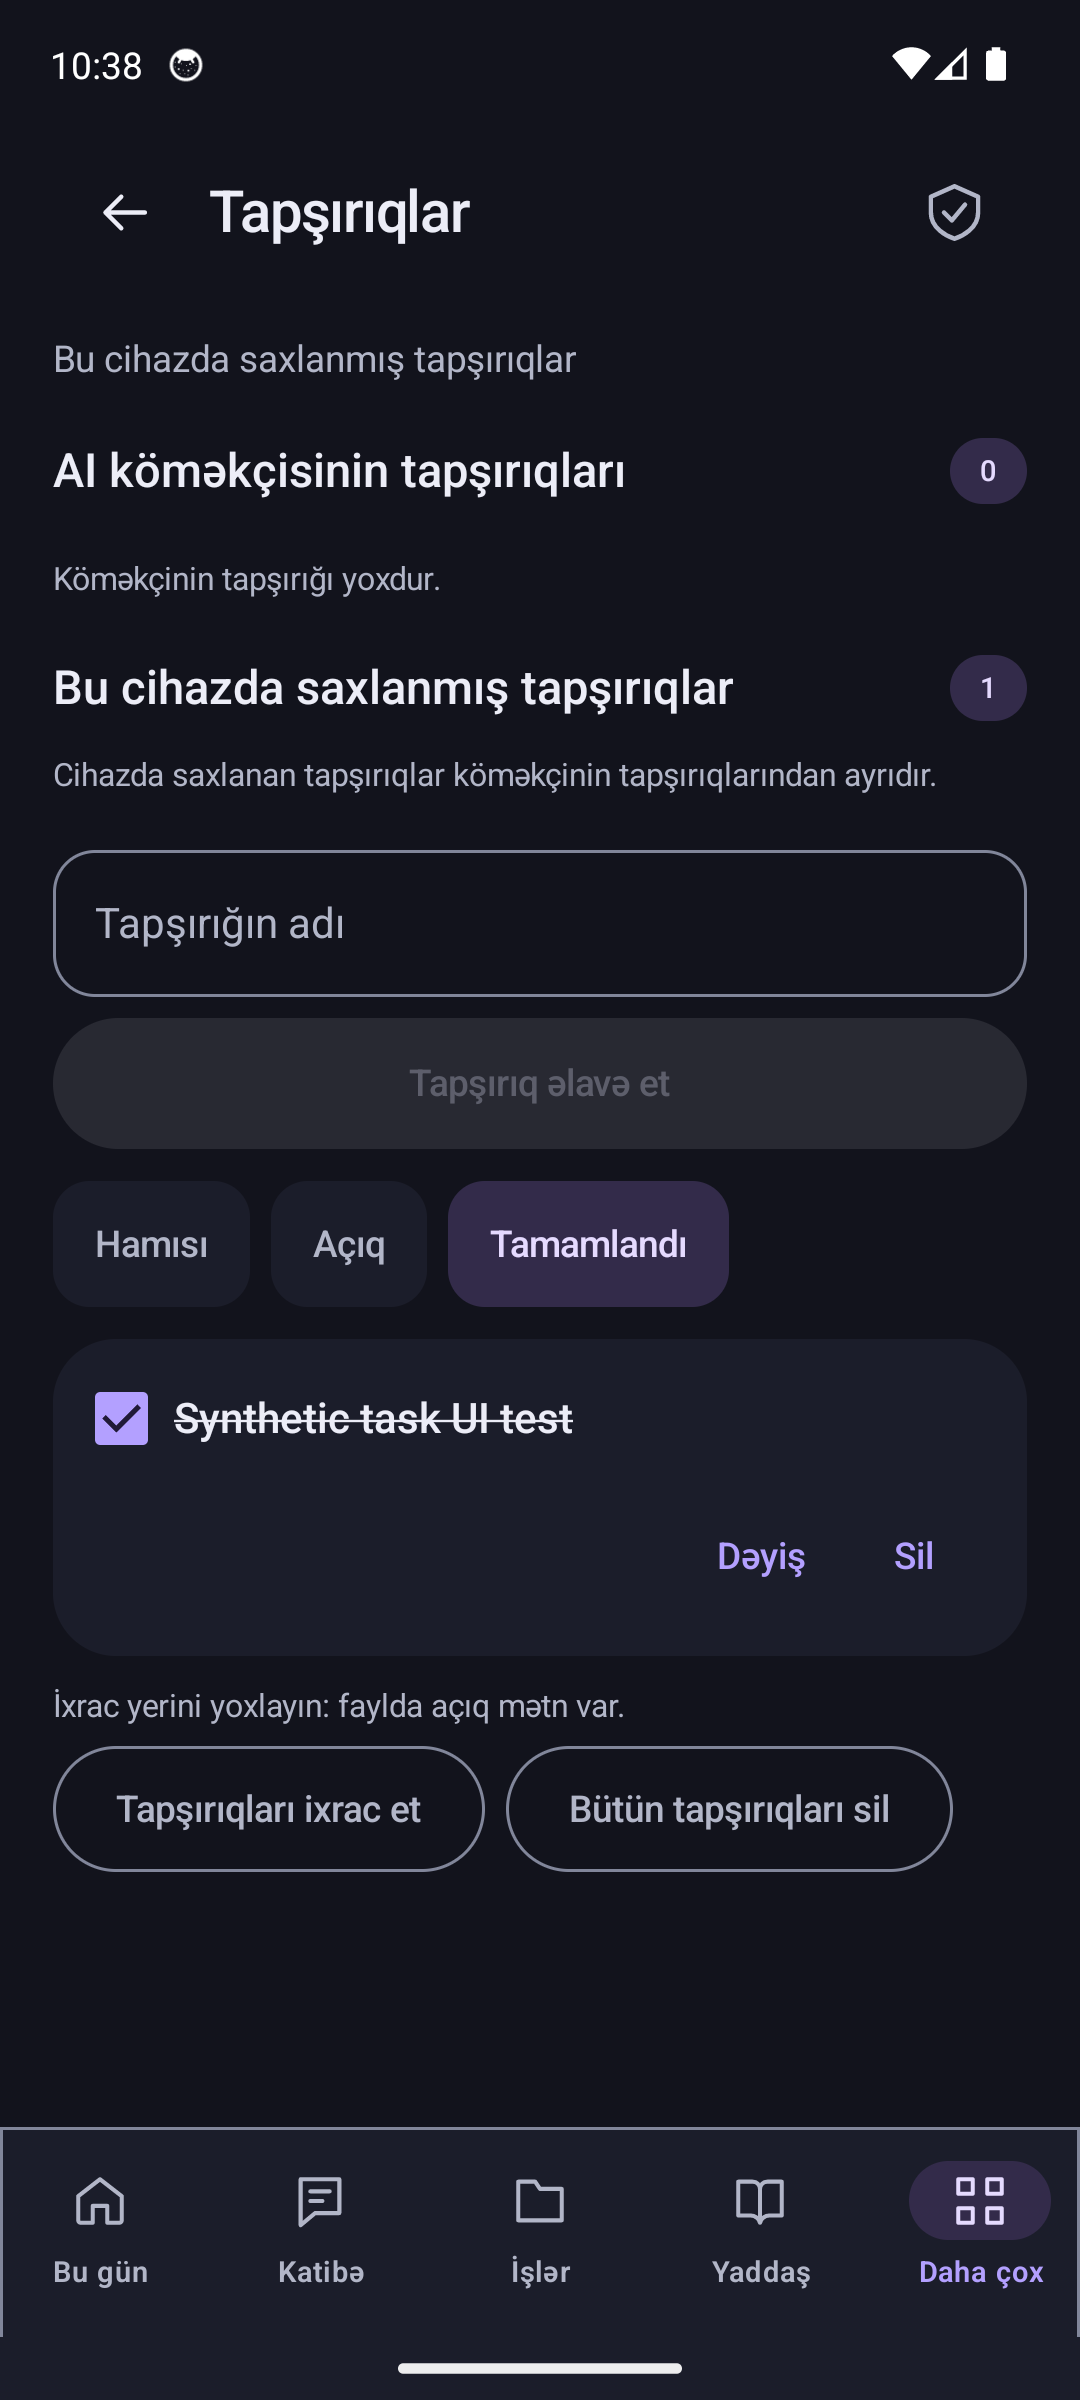 10:38
Tapşırıqlar
Bu cihazda saxlanmış tapşırıqlar
AI köməkçisinin tapşırıqları
0
Köməkçinin tapşırığı yoxdur.
Bu cihazda saxlanmış tapşırıqlar
1
Cihazda saxlanan tapşırıqlar köməkçinin tapşırıqlarından ayrıdır.
Tapşırığın adı
Tapşırıq əlavə et
Hamısı
Açıq
Tamamlandı
Synthetic task UI test
Dəyiş
Sil
İxrac yerini yoxlayın: faylda açıq mətn var.
Tapşırıqları ixrac et
Bütün tapşırıqları sil
Bu gün
Katibə
İşlər
Yaddaş
Daha çox